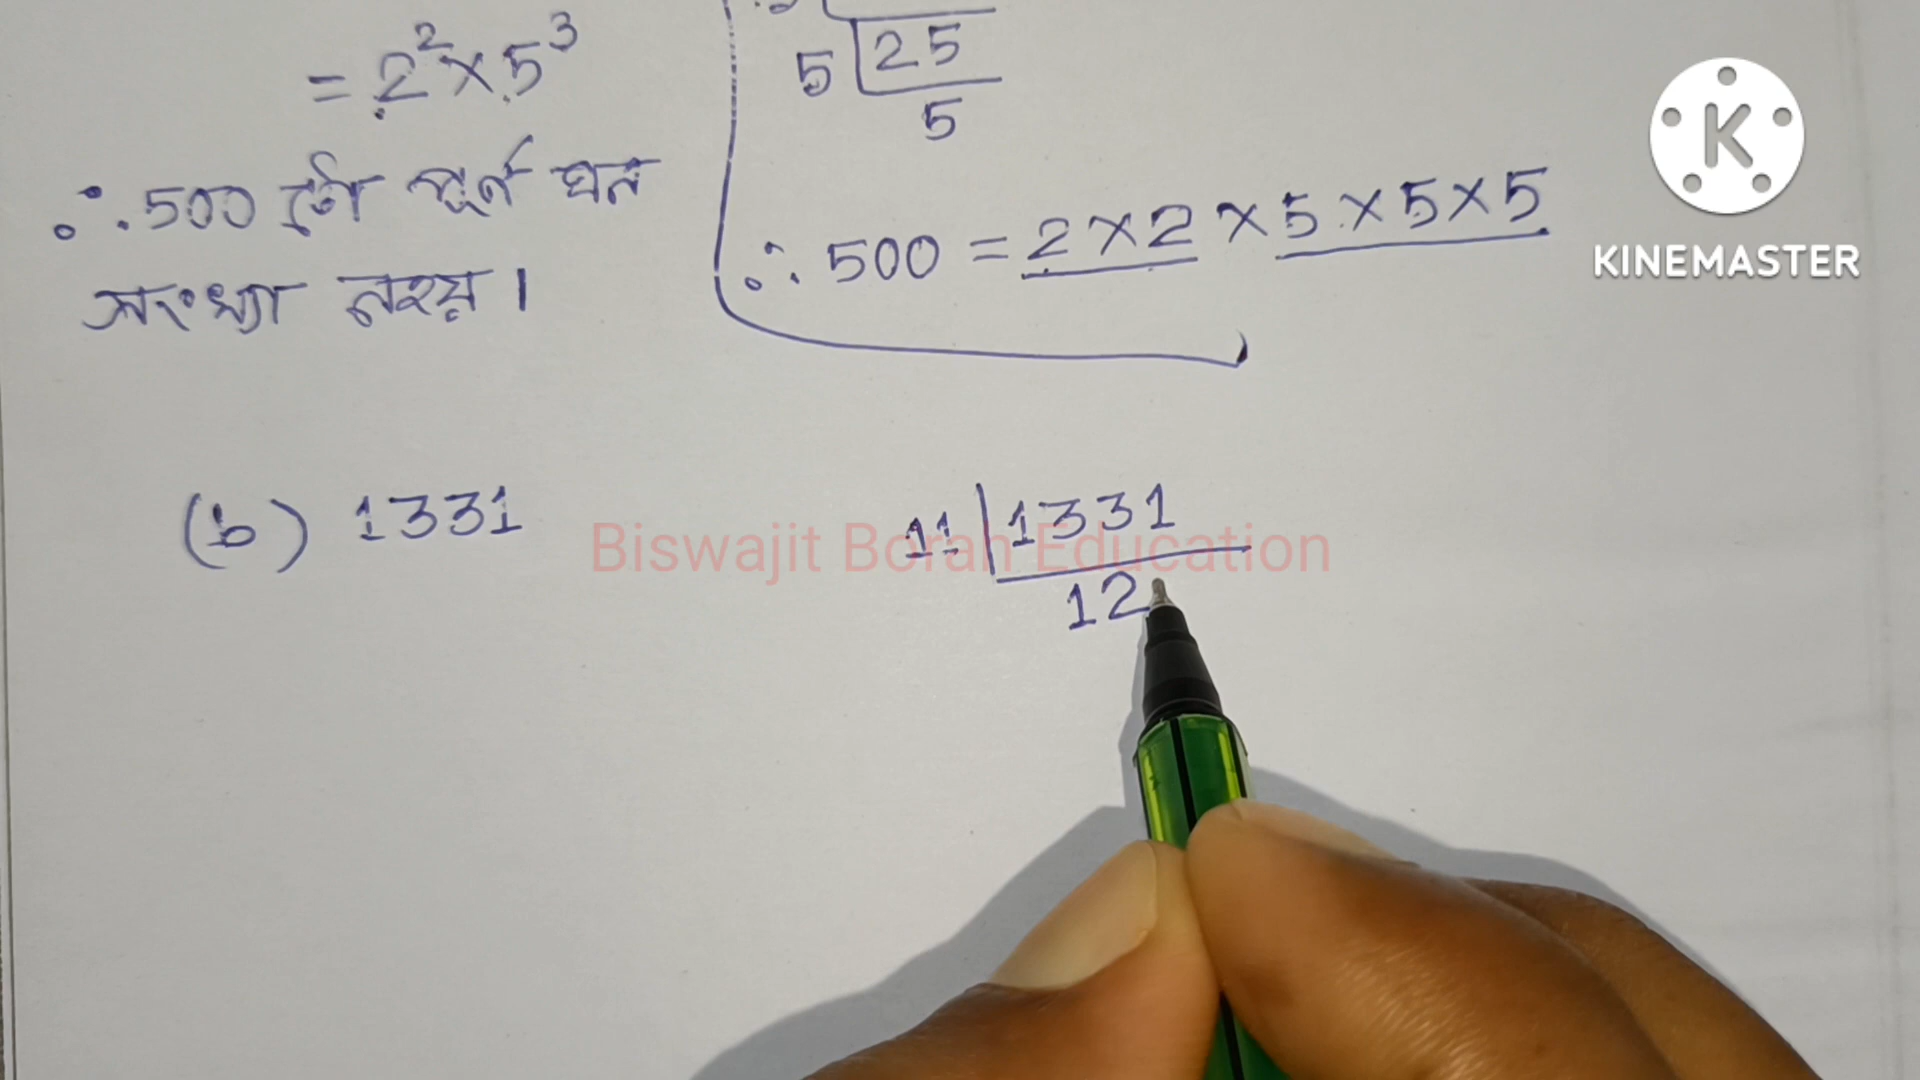 = 2² × 5³
∴ 500 টো পূৰ্ণ ঘন
সংখ্যা নহয়।
5 25
5
∴ 500 = 2 × 2 × 5 × 5 × 5
K
KINEMASTER
(b) 1331
11 1331
12
Biswajit Borah Education